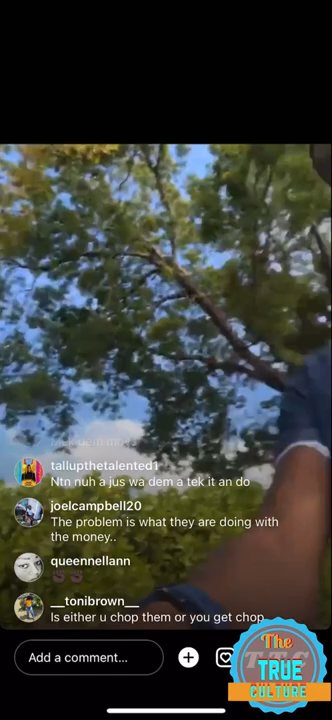 tallupthetalented1
Ntn nuh a jus wa dem a tek it an do
joelcampbell20
The problem is what they are doing with
the money..
queennellann
__tonibrown__
Is either u chop them or you get chop
Add a comment...
The
TRUE
CULTURE